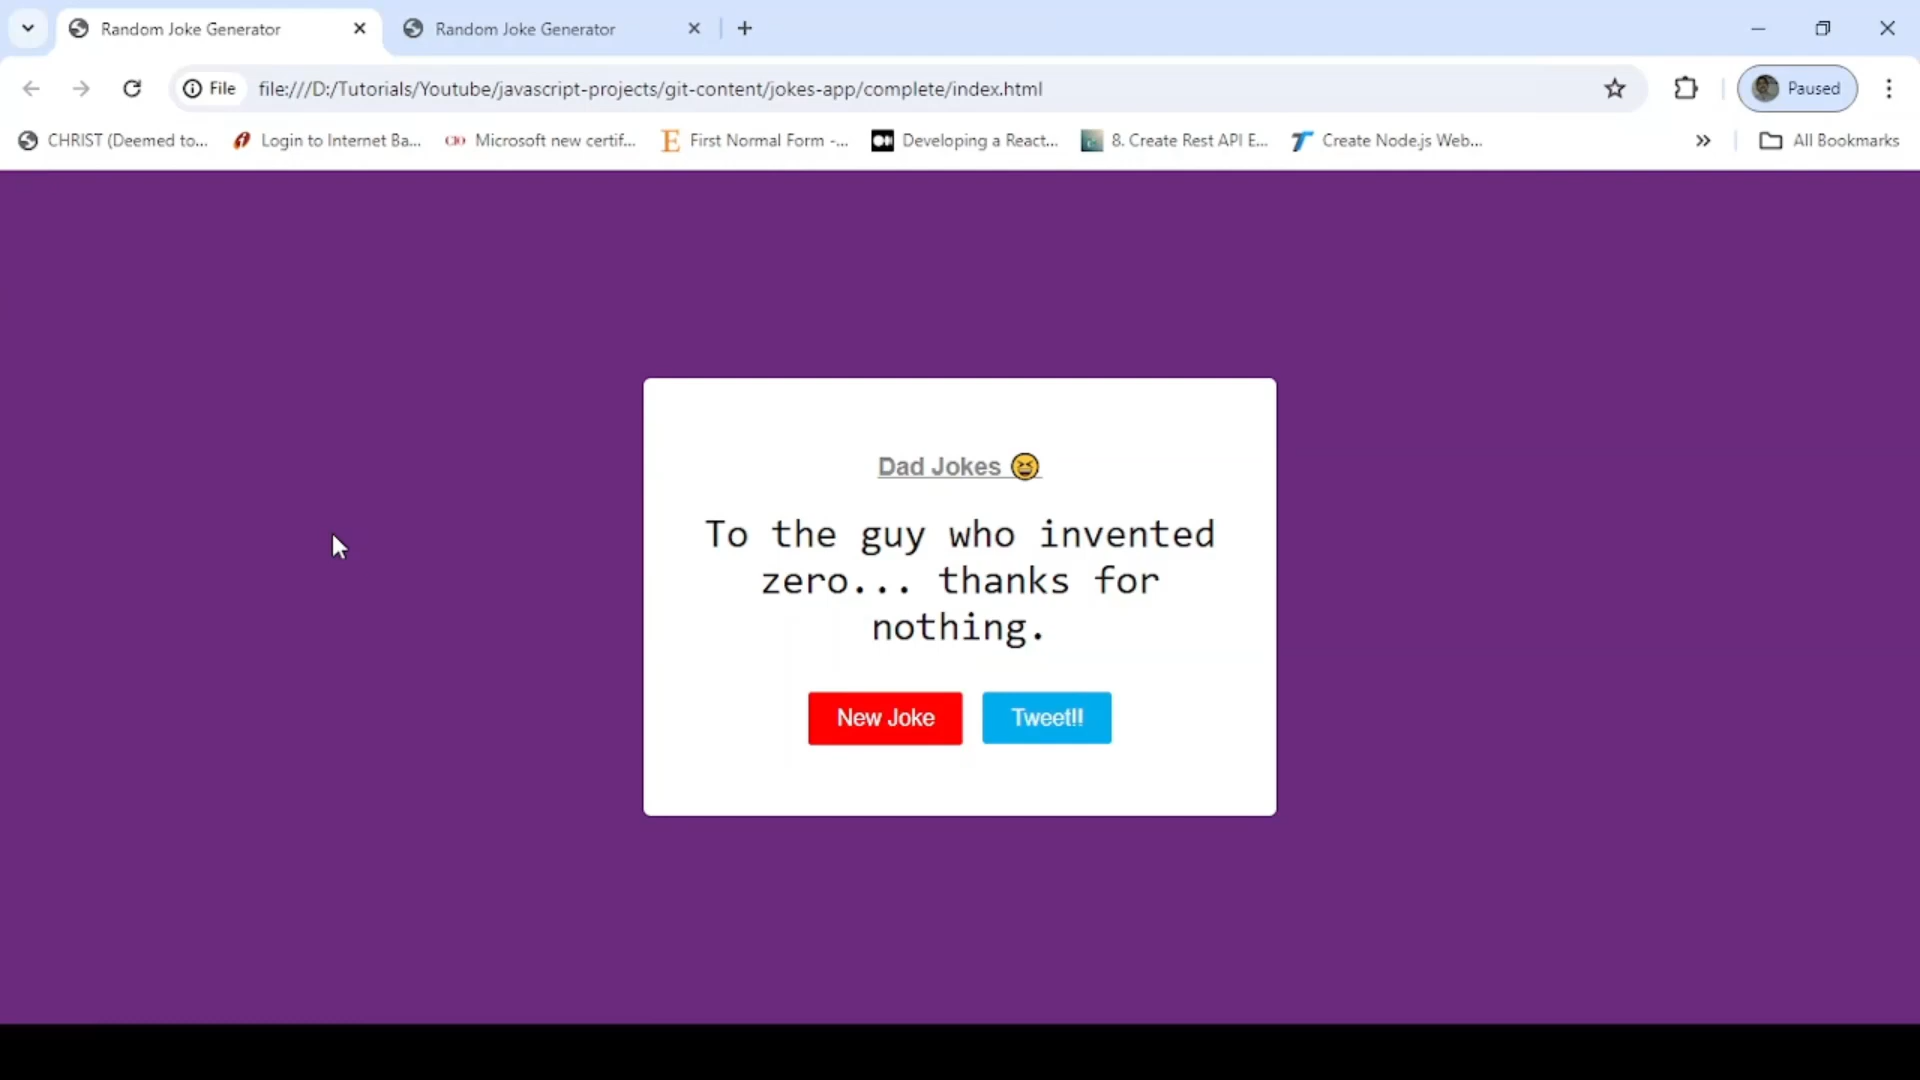 Random Joke Generator
Random Joke Generator
File
file:///D:/Tutorials/Youtube/javascript-projects/git-content/jokes-app/complete/index.html
Paused
CHRIST (Deemed to...
Login to Internet Ba...
CIO
Microsoft new certif...
E
First Normal Form -...
Developing a React...
8. Create Rest API E...
T
Create Node.js Web...
All Bookmarks
Dad Jokes 😆
To the guy who invented
zero... thanks for
nothing.
New Joke
Tweet!!